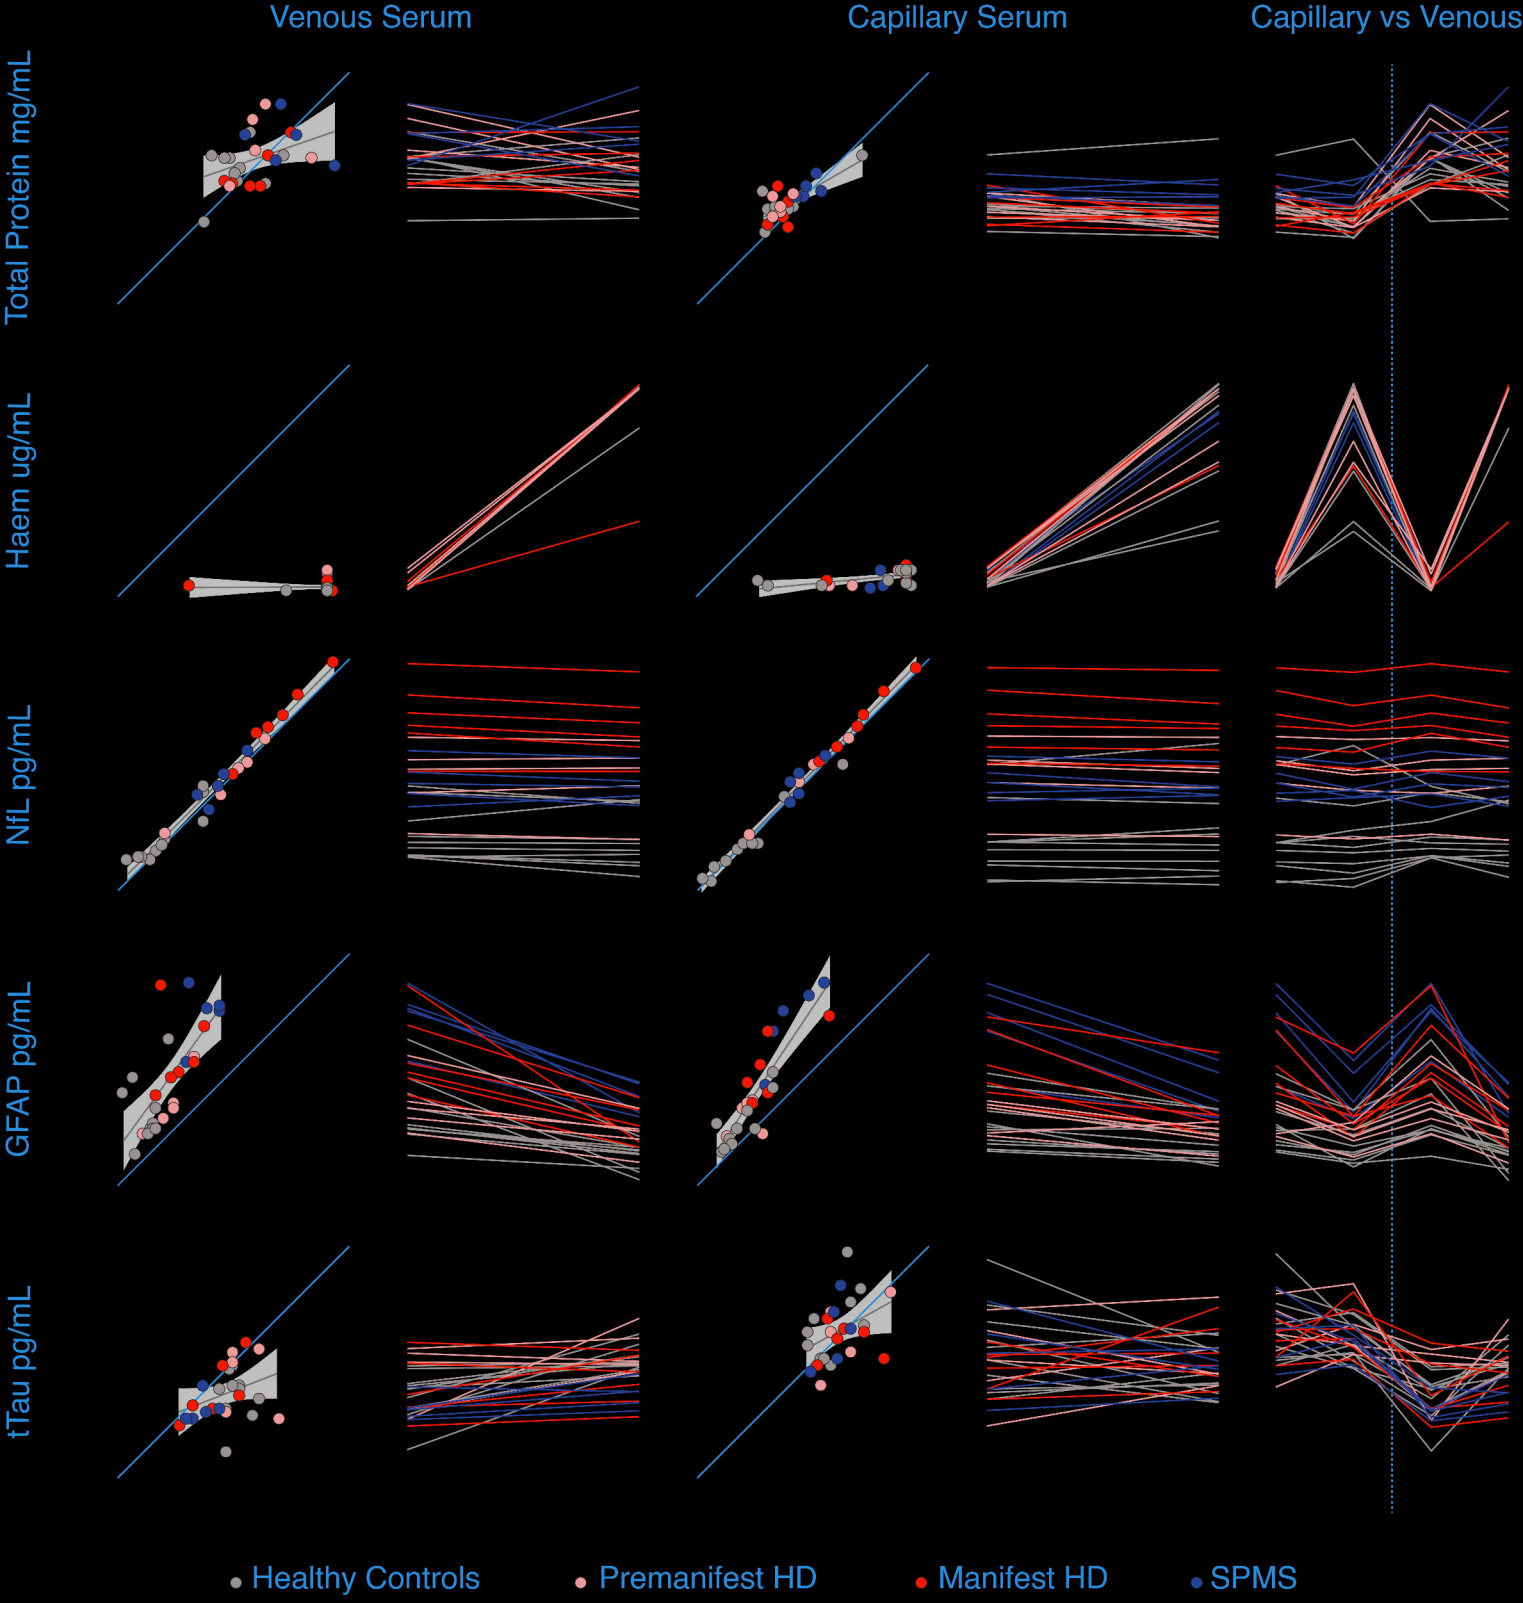 Venous Serum
Capillary Serum
Capillary vs Venous
Total Protein mg/mL
Haem ug/mL
NfL pg/mL
GFAP pg/mL
tTau pg/mL
Healthy Controls
Premanifest HD
Manifest HD
SPMS